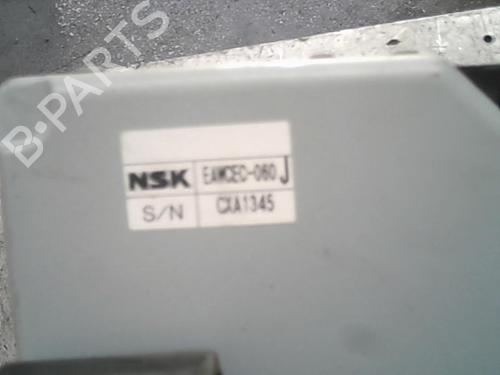 B-PARTS
NSK EAWCEC-060 J
S/N CXA1345